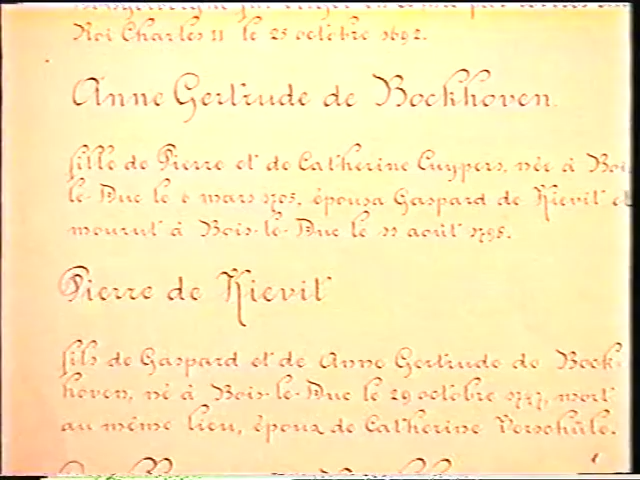 Roi Charles II le 25 octobre 1692.
Anne Gertrude de Bockhoven
fille de Pierre et de Catherine Cuypers, née à Bois
le-Duc le 6 mars 1705, épousa Gaspard de Kievit et
mourut à Bois-le-Duc le 11 août 1795.
Pierre de Kievit
fils de Gaspard et de Anne Gertrude de Bock-
hoven, né à Bois-le-Duc le 29 octobre 1747, mort
au même lieu, époux de Catherine Verschüle.